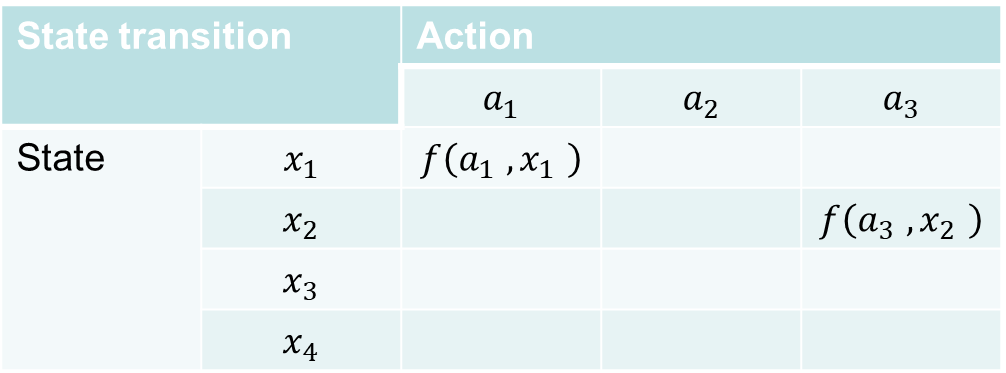 State transition Action
a₁ a₂ a₃
State x₁ f(a₁ ,x₁ )
x₂ f(a₃ ,x₂ )
x₃
x₄